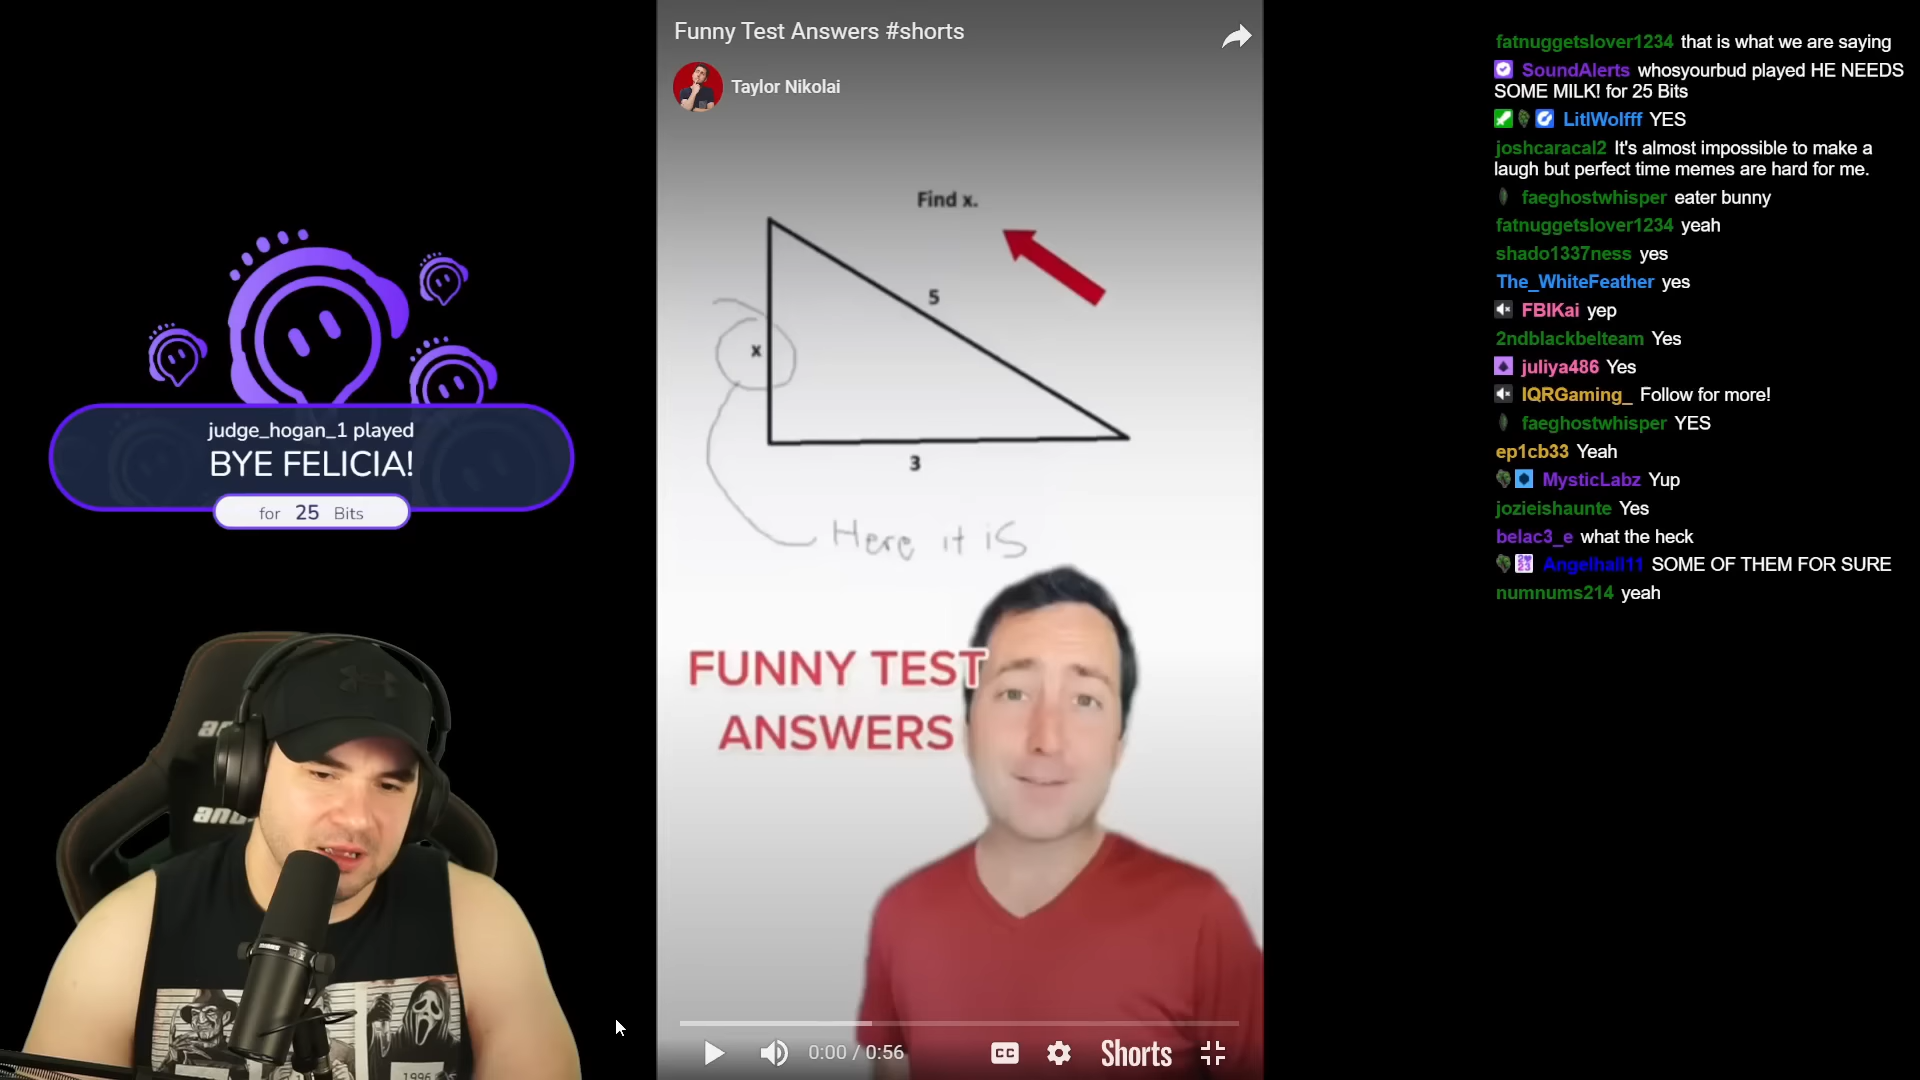 Funny Test Answers #shorts
Taylor Nikolai
Find x.
5
x
3
Here it is
FUNNY TEST
ANSWERS
0:00 / 0:56
CC
Shorts
judge_hogan_1 played
BYE FELICIA!
for 25 Bits
1996
fatnuggetslover1234 that is what we are saying
SoundAlerts whosyourbud played HE NEEDS
SOME MILK! for 25 Bits
LitlWolfff YES
joshcaracal2 It's almost impossible to make a
laugh but perfect time memes are hard for me.
faeghostwhisper eater bunny
fatnuggetslover1234 yeah
shado1337ness yes
The_WhiteFeather yes
FBIKai yep
2ndblackbelteam Yes
juliya486 Yes
IQRGaming_ Follow for more!
faeghostwhisper YES
ep1cb33 Yeah
MysticLabz Yup
jozieishaunte Yes
belac3_e what the heck
Angelhall11 SOME OF THEM FOR SURE
numnums214 yeah